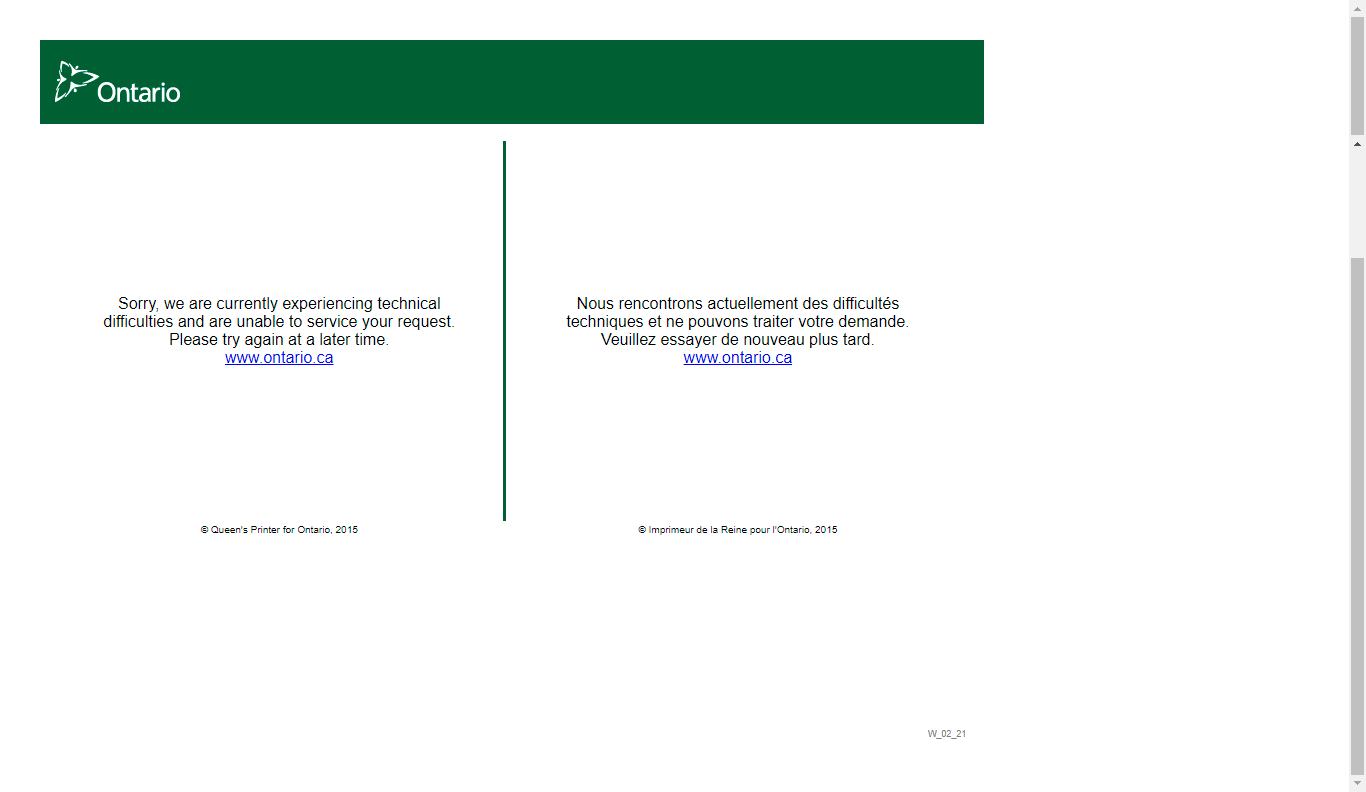 Ontario
Sorry, we are currently experiencing technical
difficulties and are unable to service your request.
Please try again at a later time.
www.ontario.ca
© Queen's Printer for Ontario, 2015
Nous rencontrons actuellement des difficultés
techniques et ne pouvons traiter votre demande.
Veuillez essayer de nouveau plus tard.
www.ontario.ca
© Imprimeur de la Reine pour l'Ontario, 2015
W_02_21